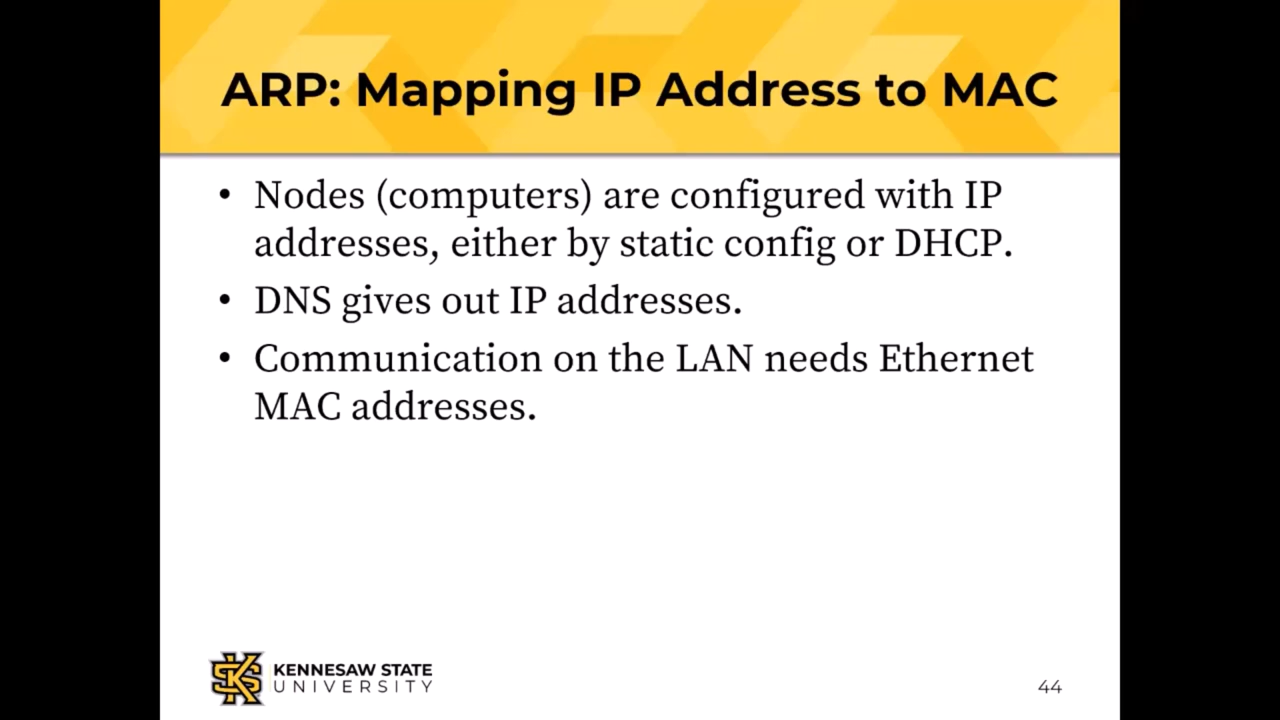 ARP: Mapping IP Address to MAC
• Nodes (computers) are configured with IP
addresses, either by static config or DHCP.
• DNS gives out IP addresses.
• Communication on the LAN needs Ethernet
MAC addresses.
KENNESAW STATE
UNIVERSITY
44